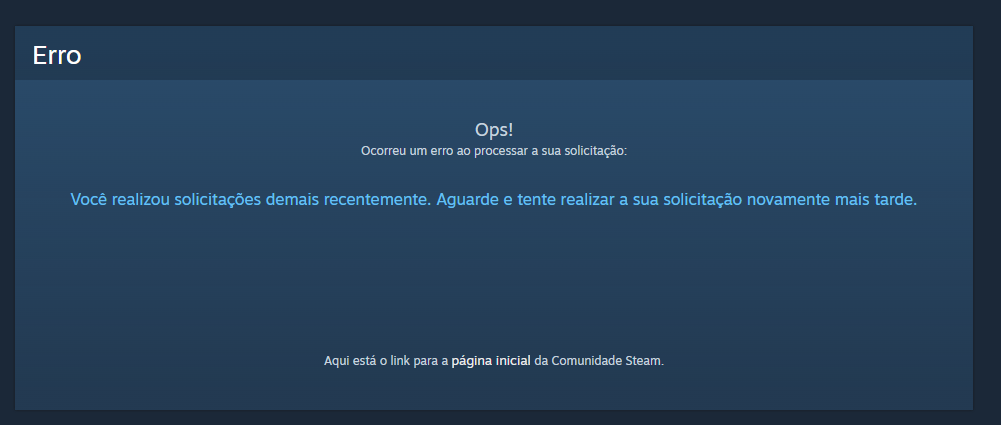 Erro
Ops!
Ocorreu um erro ao processar a sua solicitação:
Você realizou solicitações demais recentemente. Aguarde e tente realizar a sua solicitação novamente mais tarde.
Aqui está o link para a página inicial da Comunidade Steam.